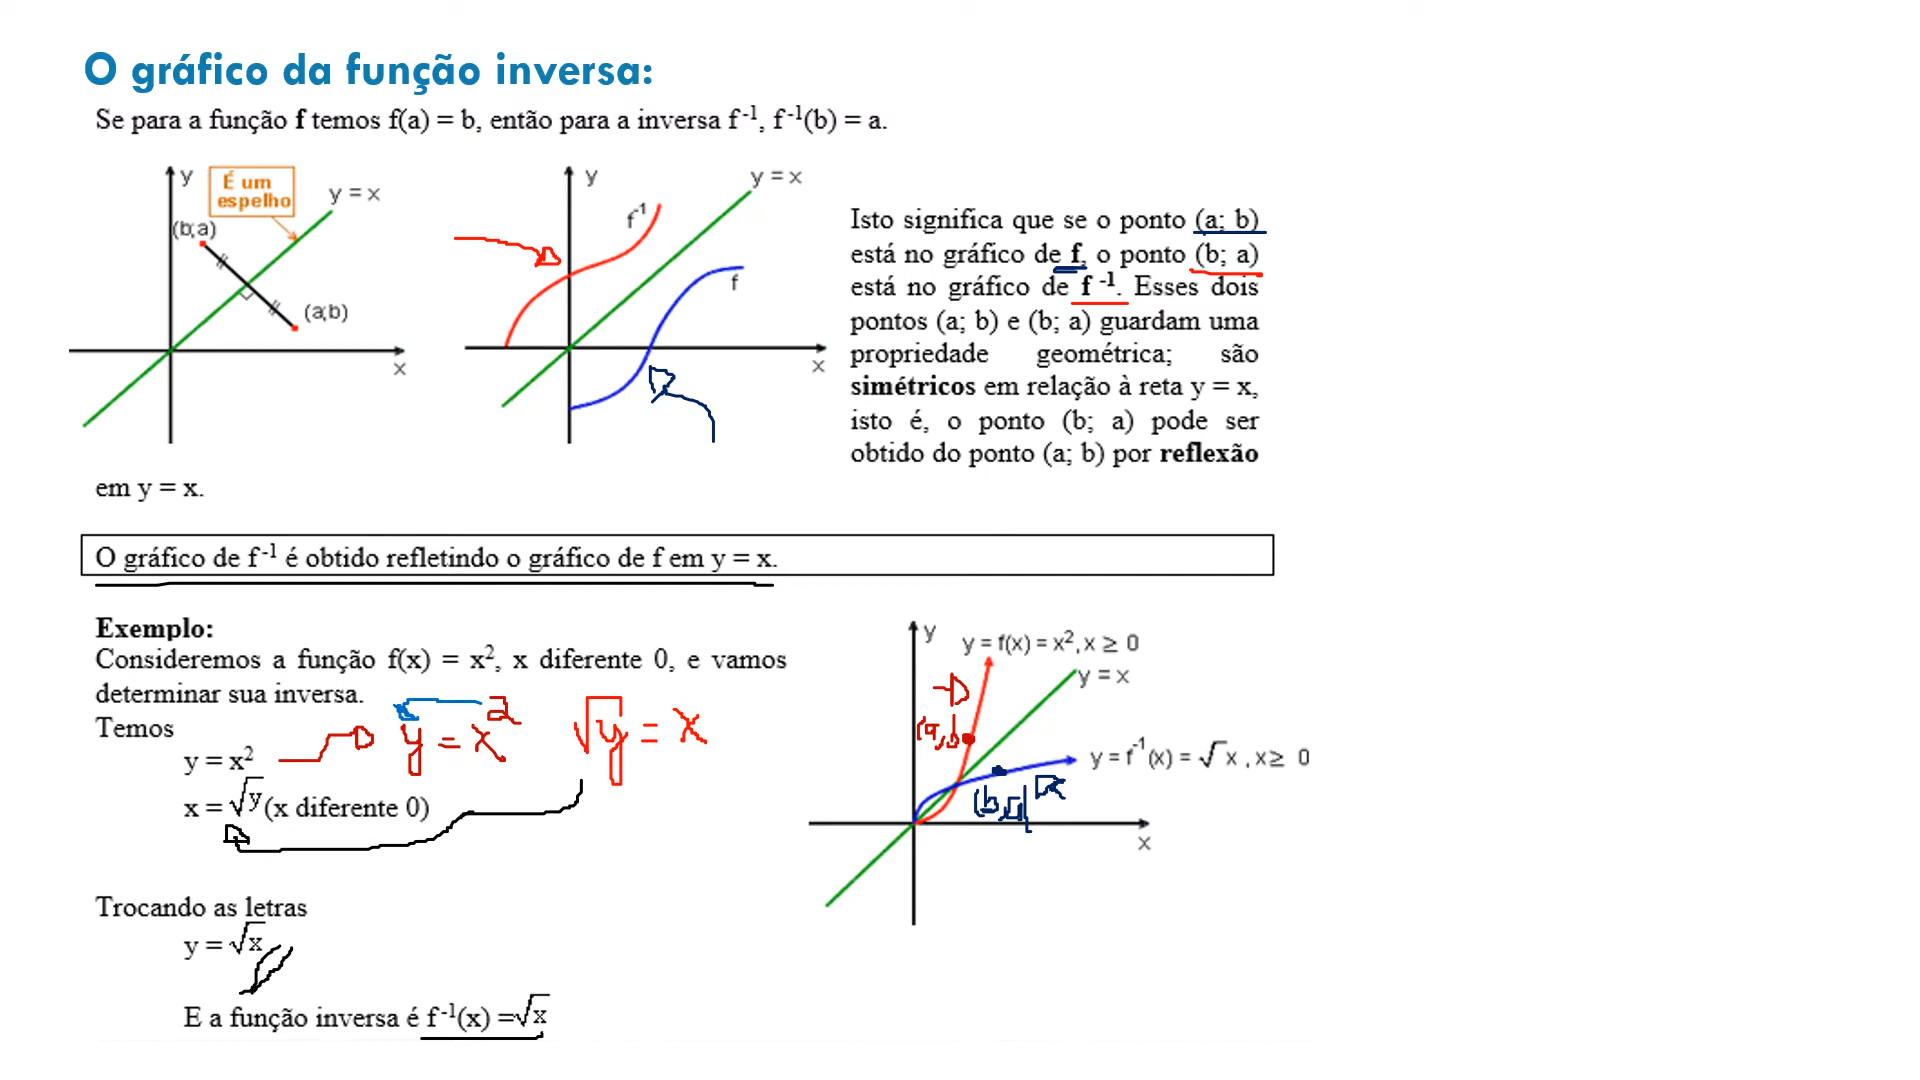 O gráfico da função inversa:
Se para a função f temos f(a) = b, então para a inversa f⁻¹, f⁻¹(b) = a.
y
É um
espelho
y = x
(b;a)
(a;b)
x
y
y = x
f⁻¹
f
x
Isto significa que se o ponto (a; b)
está no gráfico de f, o ponto (b; a)
está no gráfico de f⁻¹. Esses dois
pontos (a; b) e (b; a) guardam uma
propriedade geométrica; são
simétricos em relação à reta y = x,
isto é, o ponto (b; a) pode ser
obtido do ponto (a; b) por reflexão
em y = x.
O gráfico de f⁻¹ é obtido refletindo o gráfico de f em y = x.
Exemplo:
Consideremos a função f(x) = x², x diferente 0, e vamos
determinar sua inversa.
Temos
y = x²
y = x²
√y = x
x = √y (x diferente 0)
Trocando as letras
y = √x
E a função inversa é f⁻¹(x) = √x
y
y = f(x) = x², x ≥ 0
y = x
(a,b
y = f⁻¹(x) = √x , x ≥ 0
(b,a)
x